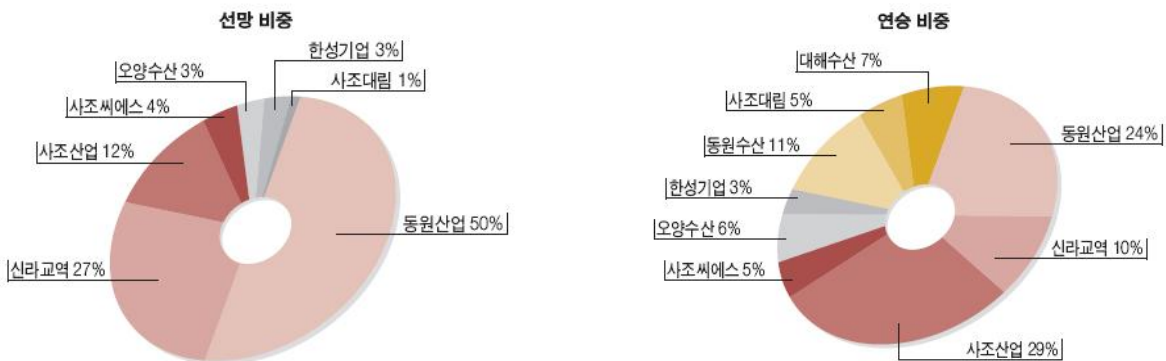 선망 비중
한성기업 3%
오양수산 3%
사조대림 1%
사조씨에스 4%
사조산업 12%
동원산업 50%
신라교역 27%
연승 비중
대해수산 7%
사조대림 5%
동원산업 24%
동원수산 11%
한성기업 3%
오양수산 6%
신라교역 10%
사조씨에스 5%
사조산업 29%